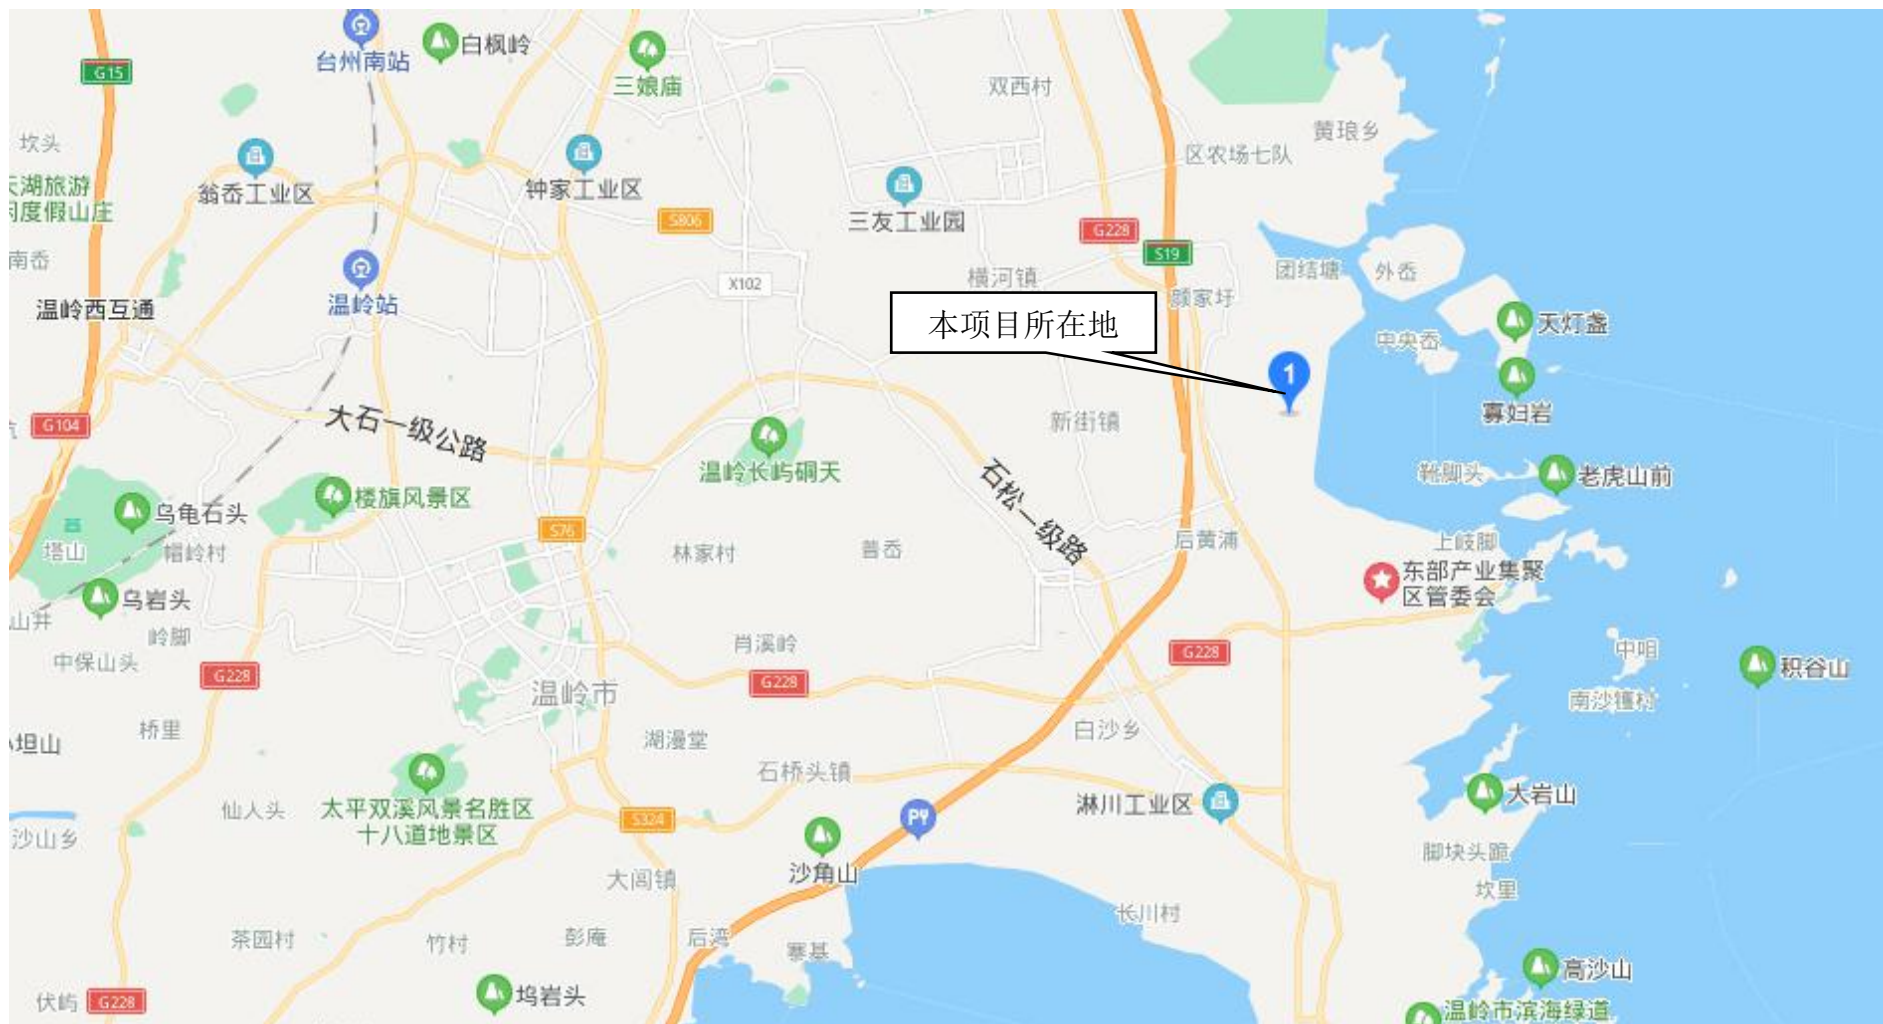 台州南站
白枫岭
G15
三娘庙
双西村
黄琅乡
坎头
区农场七队
湖旅游
度假山庄
翁岙工业区
钟家工业区
三友工业园
S806
G228
S19
南岙
温岭站
X102
横河镇
团结塘
外岙
温岭西互通
顾家圩
天灯盏
本项目所在地
中央岙
1
寡妇岩
G104
大石一级公路
新街镇
温岭长屿硐天
石松一级路
靴脚头
老虎山前
楼旗风景区
乌龟石头
S76
塔山
帽岭村
林家村
普岙
后黄浦
上岐脚
东部产业集聚
区管委会
乌岩头
山井
岭脚
肖溪岭
中保山头
G228
G228
G228
中咀
积谷山
温岭市
南沙镬村
桥里
坦山
湖漫堂
白沙乡
石桥头镇
大岩山
仙人头
太平双溪风景名胜区
十八道地景区
S324
淋川工业区
沙山乡
沙角山
脚块头跪
大闾镇
坎里
长川村
茶园村
竹村
彭庵
后湾
寨基
高沙山
伏屿
G228
坞岩头
温岭市滨海绿道